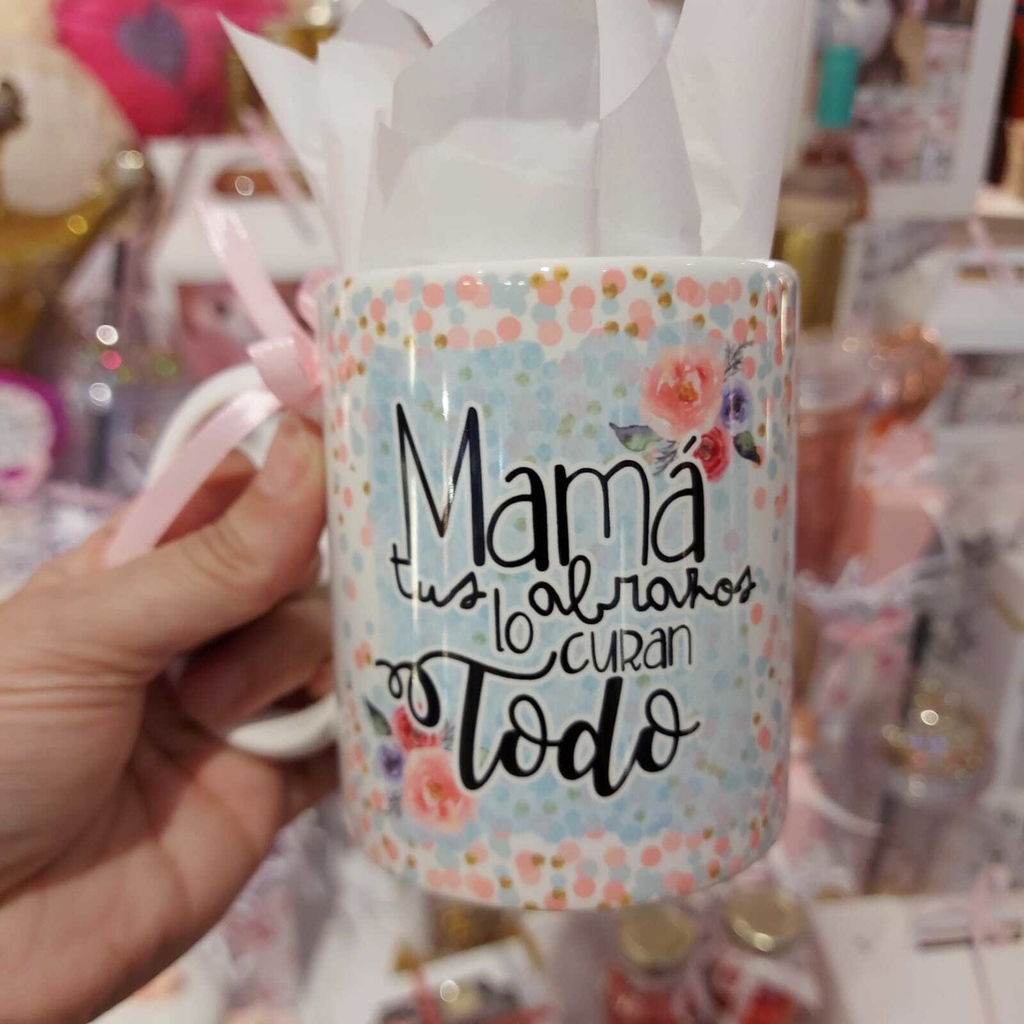 Mamá
tus abrazos
lo curan
Todo